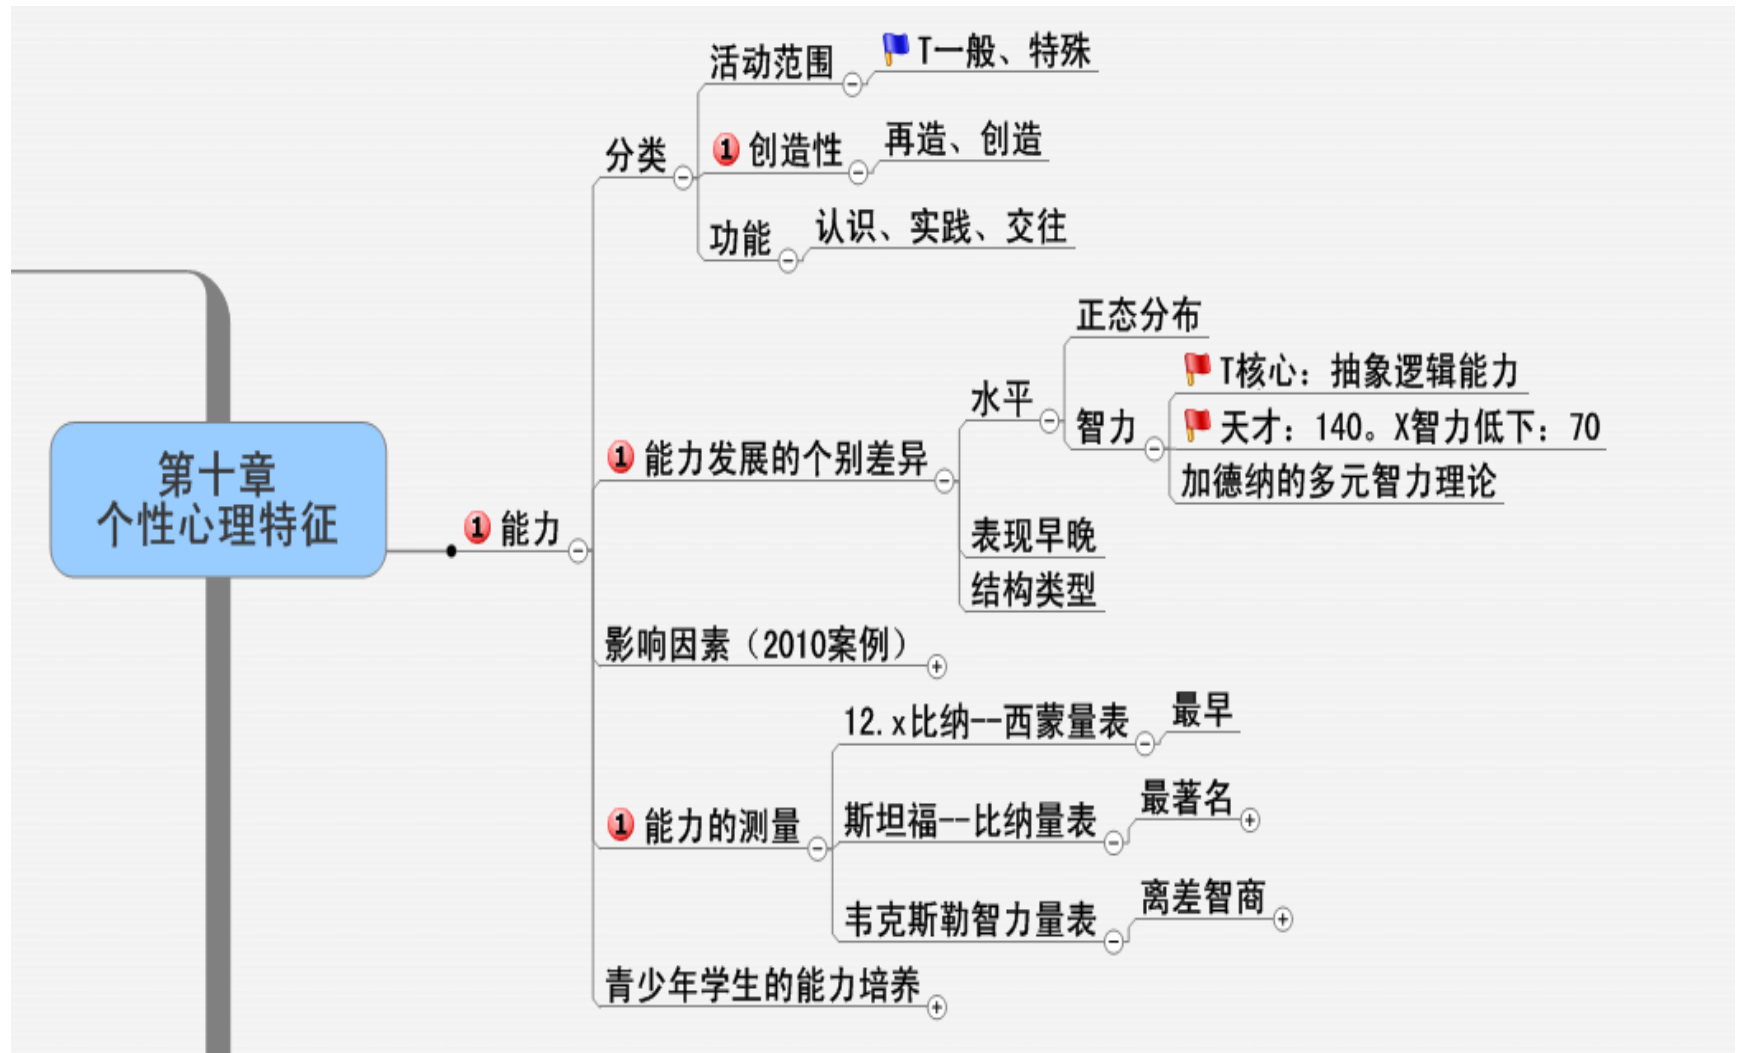 第十章
个性心理特征
1 能力
分类
活动范围
T一般、特殊
1 创造性
再造、创造
功能
认识、实践、交往
1 能力发展的个别差异
水平
正态分布
智力
T核心：抽象逻辑能力
天才：140。X智力低下：70
加德纳的多元智力理论
表现早晚
结构类型
影响因素（2010案例）
1 能力的测量
12.x比纳--西蒙量表
最早
斯坦福--比纳量表
最著名
韦克斯勒智力量表
离差智商
青少年学生的能力培养